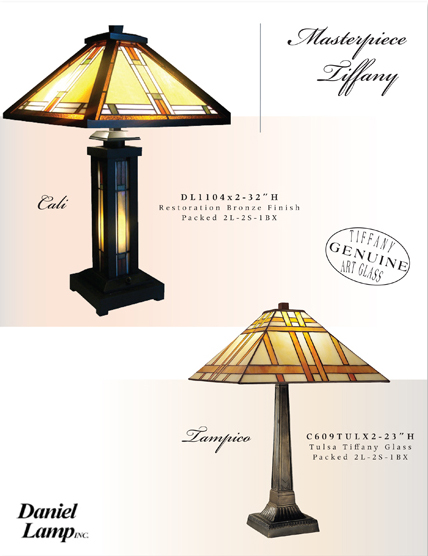 Masterpiece
Tiffany
Cali
DL1104x2-32"H
Restoration Bronze Finish
Packed 2L-2S-1BX
TIFFANY
GENUINE
ART GLASS
Tampico
C609TULX2-23"H
Tulsa Tiffany Glass
Packed 2L-2S-1BX
Daniel
Lamp INC.